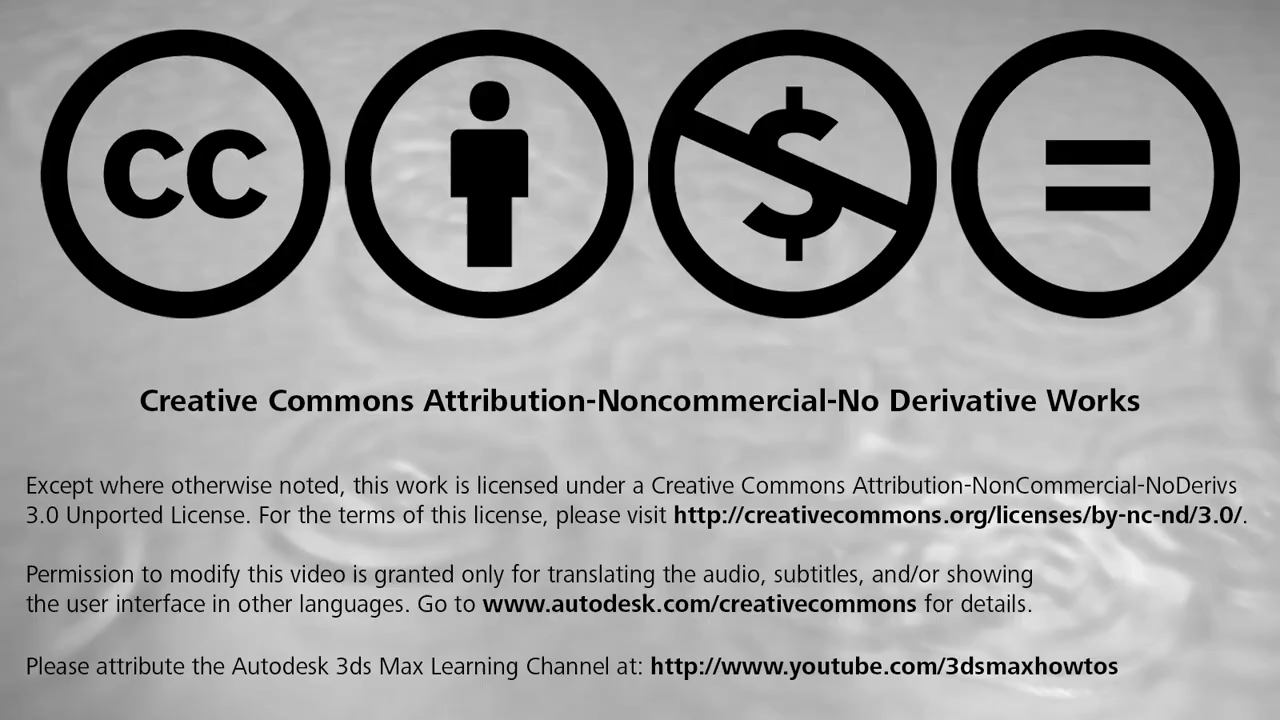 cc
$
=
Creative Commons Attribution-Noncommercial-No Derivative Works
Except where otherwise noted, this work is licensed under a Creative Commons Attribution-NonCommercial-NoDerivs
3.0 Unported License. For the terms of this license, please visit http://creativecommons.org/licenses/by-nc-nd/3.0/.
Permission to modify this video is granted only for translating the audio, subtitles, and/or showing
the user interface in other languages. Go to www.autodesk.com/creativecommons for details.
Please attribute the Autodesk 3ds Max Learning Channel at: http://www.youtube.com/3dsmaxhowtos